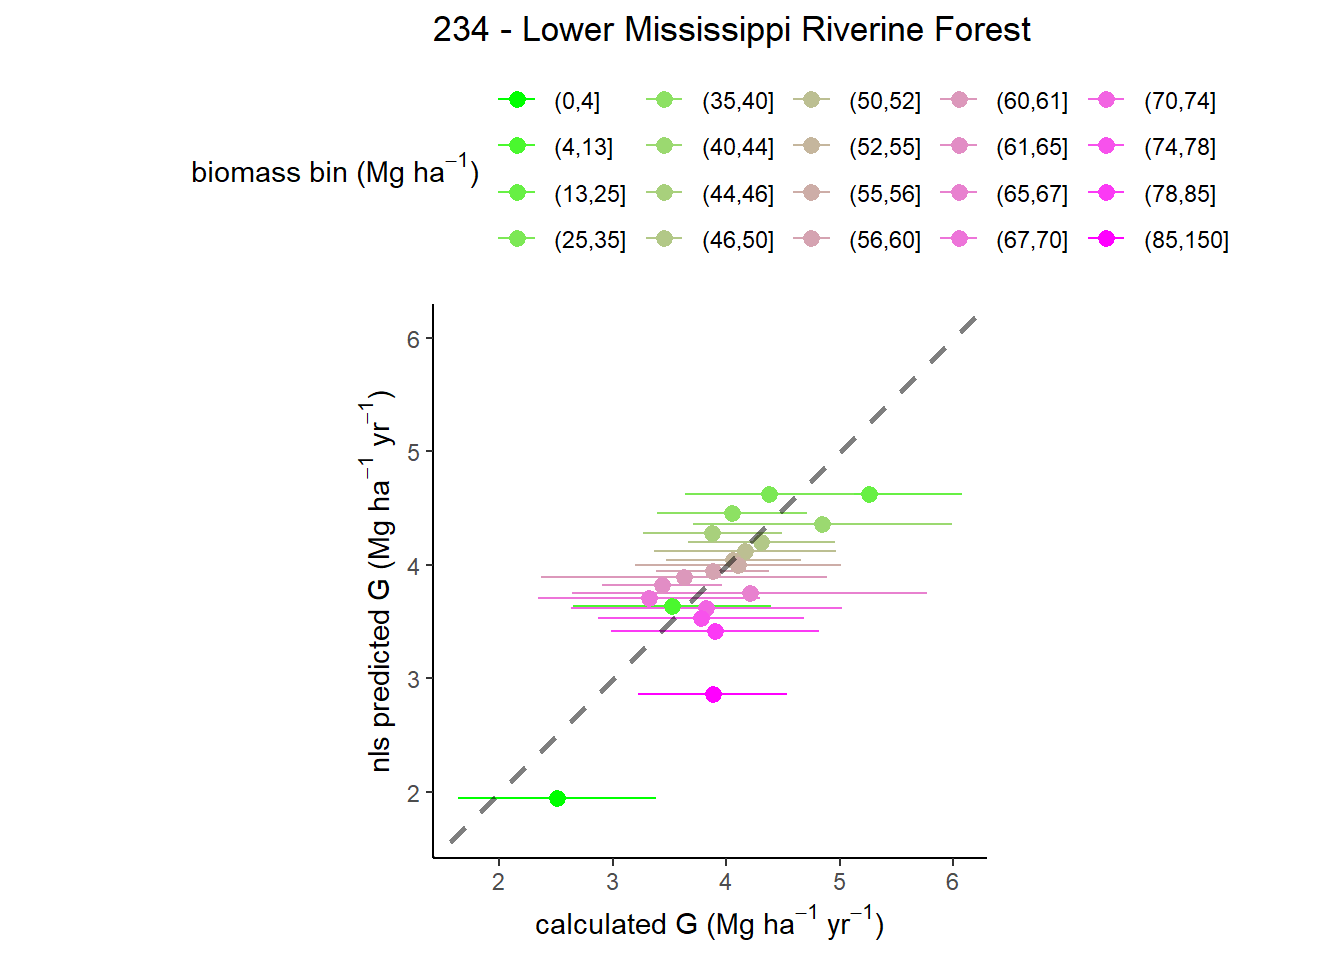 234 - Lower Mississippi Riverine Forest
biomass bin (Mg ha⁻¹)
(0,4] (35,40] (50,52] (60,61] (70,74]
(4,13] (40,44] (52,55] (61,65] (74,78]
(13,25] (44,46] (55,56] (65,67] (78,85]
(25,35] (46,50] (56,60] (67,70] (85,150]
nls predicted G (Mg ha⁻¹ yr⁻¹)
6
5
4
3
2
2 3 4 5 6
calculated G (Mg ha⁻¹ yr⁻¹)